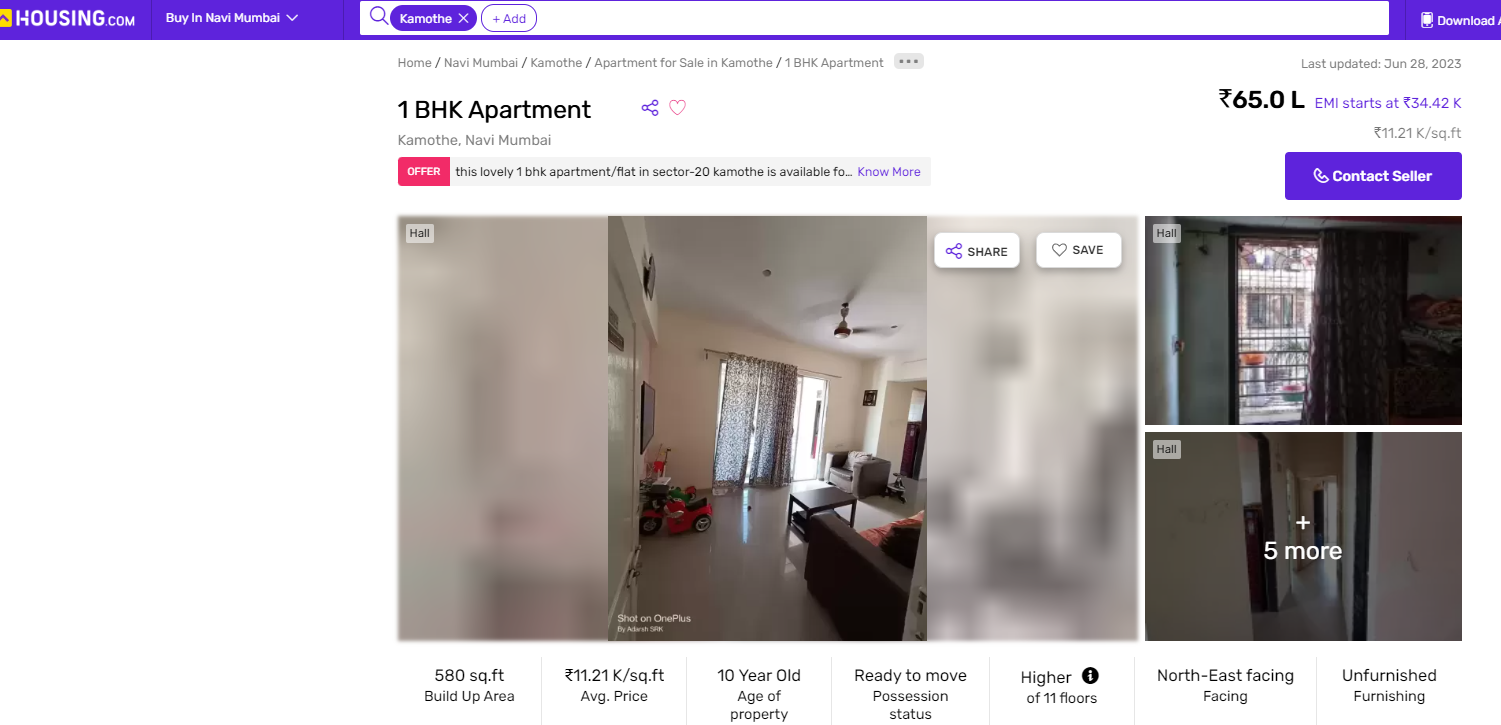 HOUSING.COM
Buy In Navi Mumbai
Kamothe
+ Add
Download
Home / Navi Mumbai / Kamothe / Apartment for Sale in Kamothe / 1 BHK Apartment
Last updated: Jun 28, 2023
1 BHK Apartment
₹65.0 L EMI starts at ₹34.42 K
Kamothe, Navi Mumbai
₹11.21 K/sq.ft
OFFER this lovely 1 bhk apartment/flat in sector-20 kamothe is available fo... Know More
Contact Seller
Hall
SHARE
SAVE
Hall
Hall
+
5 more
Shot on OnePlus
By Adarsh SRK
580 sq.ft
Build Up Area
₹11.21 K/sq.ft
Avg. Price
10 Year Old
Age of
property
Ready to move
Possession
status
Higher
of 11 floors
North-East facing
Facing
Unfurnished
Furnishing